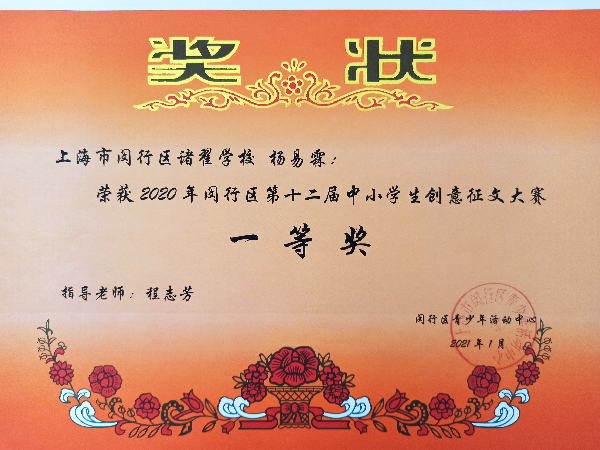 奖 状
上海市闵行区诸翟学校 杨易霖：
荣获2020年闵行区第十二届中小学生创意征文大赛
一等奖
指导老师：程志芳
闵行区青少年活动中心
2021年1月